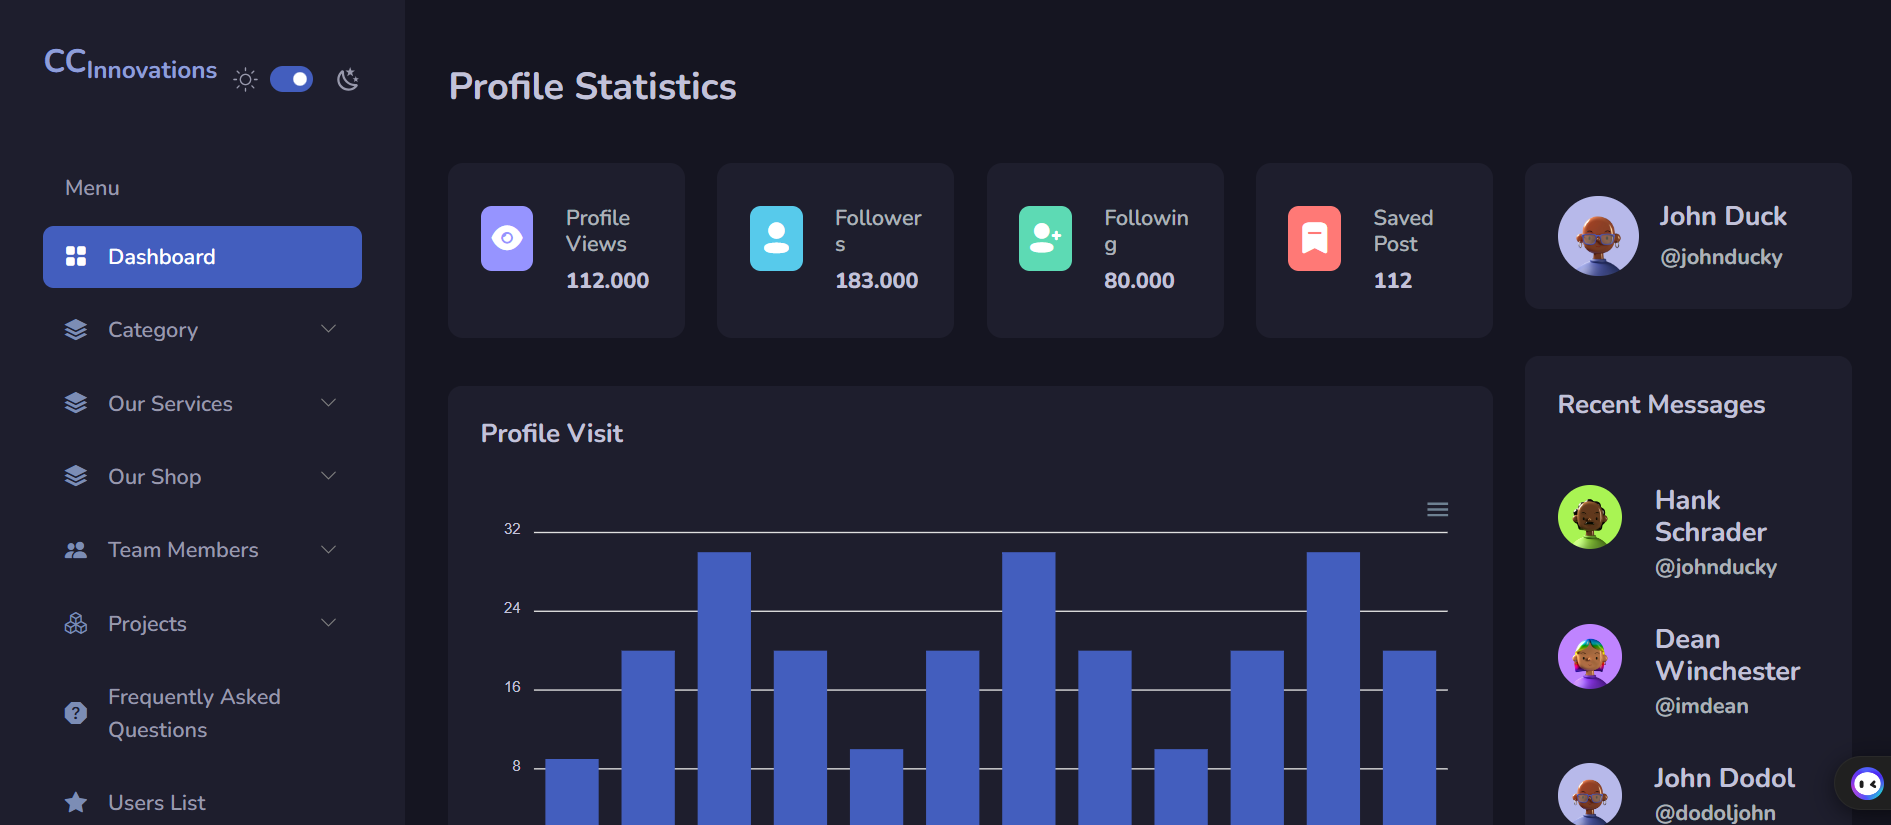 CCInnovations
Menu
Dashboard
Category
Our Services
Our Shop
Team Members
Projects
Frequently Asked
Questions
Users List
Profile Statistics
Profile
Views
112.000
Follower
s
183.000
Followin
g
80.000
Saved
Post
112
John Duck
@johnducky
Profile Visit
32
24
16
8
Recent Messages
Hank
Schrader
@johnducky
Dean
Winchester
@imdean
John Dodol
@dodoljohn